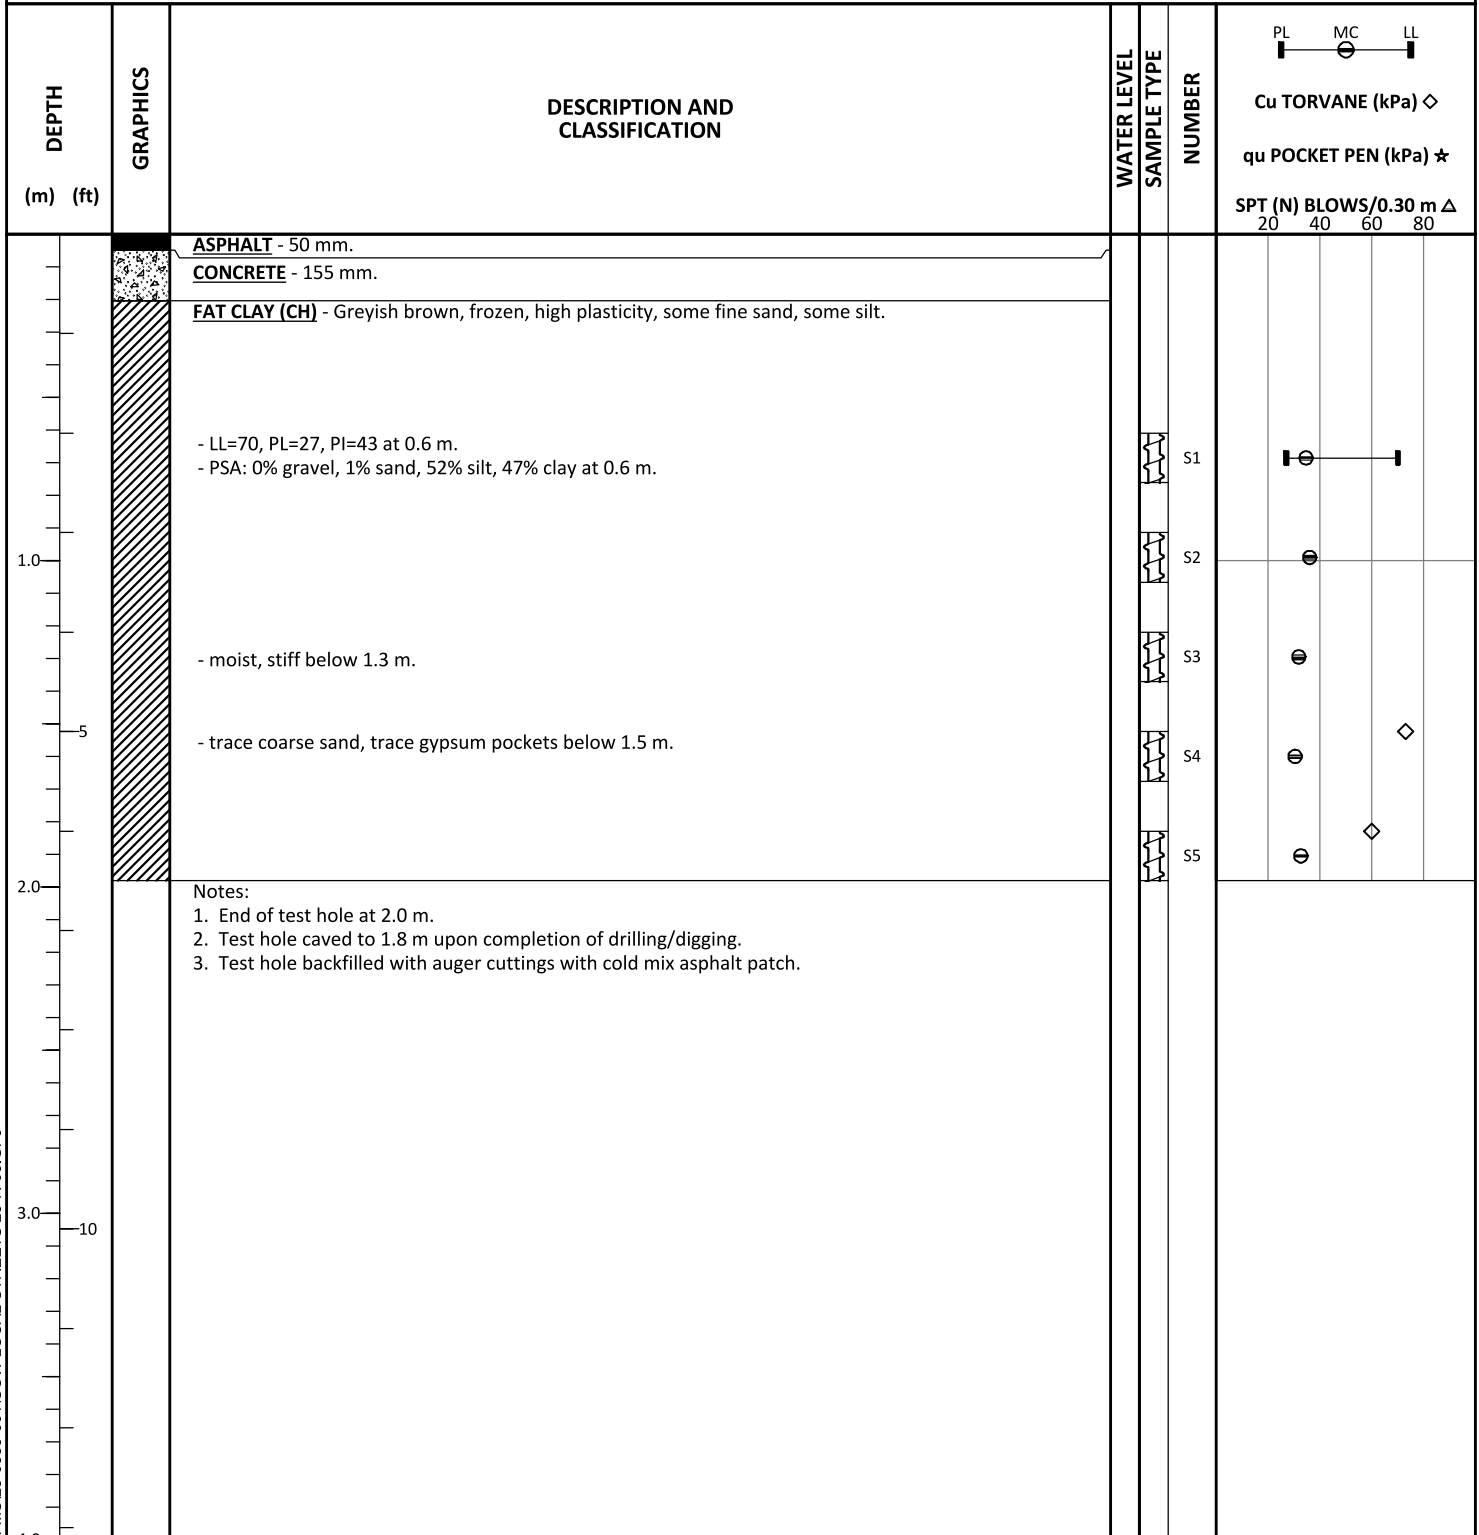 PL MC LL
DEPTH
GRAPHICS
DESCRIPTION AND
CLASSIFICATION
WATER LEVEL
SAMPLE TYPE
NUMBER
Cu TORVANE (kPa)
qu POCKET PEN (kPa)
(m) (ft)
SPT (N) BLOWS/0.30 m
20 40 60 80
ASPHALT - 50 mm.
CONCRETE - 155 mm.
FAT CLAY (CH) - Greyish brown, frozen, high plasticity, some fine sand, some silt.
- LL=70, PL=27, PI=43 at 0.6 m.
S1
- PSA: 0% gravel, 1% sand, 52% silt, 47% clay at 0.6 m.
1.0
S2
- moist, stiff below 1.3 m.
S3
5
- trace coarse sand, trace gypsum pockets below 1.5 m.
S4
S5
2.0
Notes:
1. End of test hole at 2.0 m.
2. Test hole caved to 1.8 m upon completion of drilling/digging.
3. Test hole backfilled with auger cuttings with cold mix asphalt patch.
3.0
10